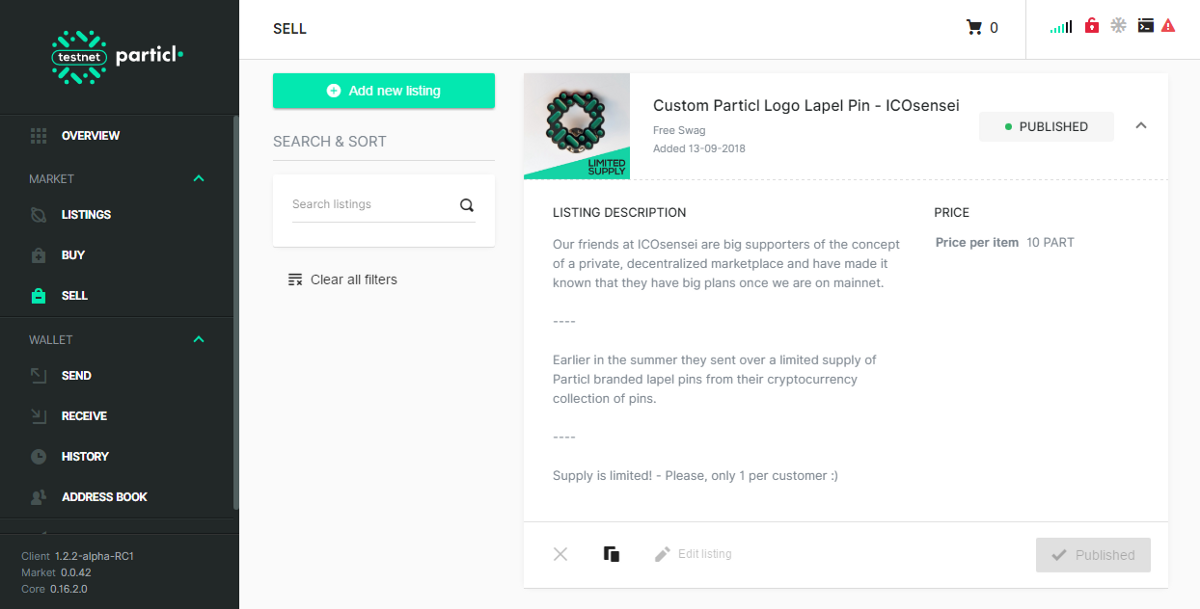 testnet
particl
OVERVIEW
MARKET
LISTINGS
BUY
SELL
WALLET
SEND
RECEIVE
HISTORY
ADDRESS BOOK
Client 1.2.2-alpha-RC1
Market 0.0.42
Core 0.16.2.0
SELL
0
Add new listing
SEARCH & SORT
Search listings
Clear all filters
LIMITED
SUPPLY
Custom Particl Logo Lapel Pin - ICOsensei
Free Swag
Added 13-09-2018
PUBLISHED
LISTING DESCRIPTION
Our friends at ICOsensei are big supporters of the concept
of a private, decentralized marketplace and have made it
known that they have big plans once we are on mainnet.
----
Earlier in the summer they sent over a limited supply of
Particl branded lapel pins from their cryptocurrency
collection of pins.
----
Supply is limited! - Please, only 1 per customer :)
PRICE
Price per item 10 PART
Edit listing
Published